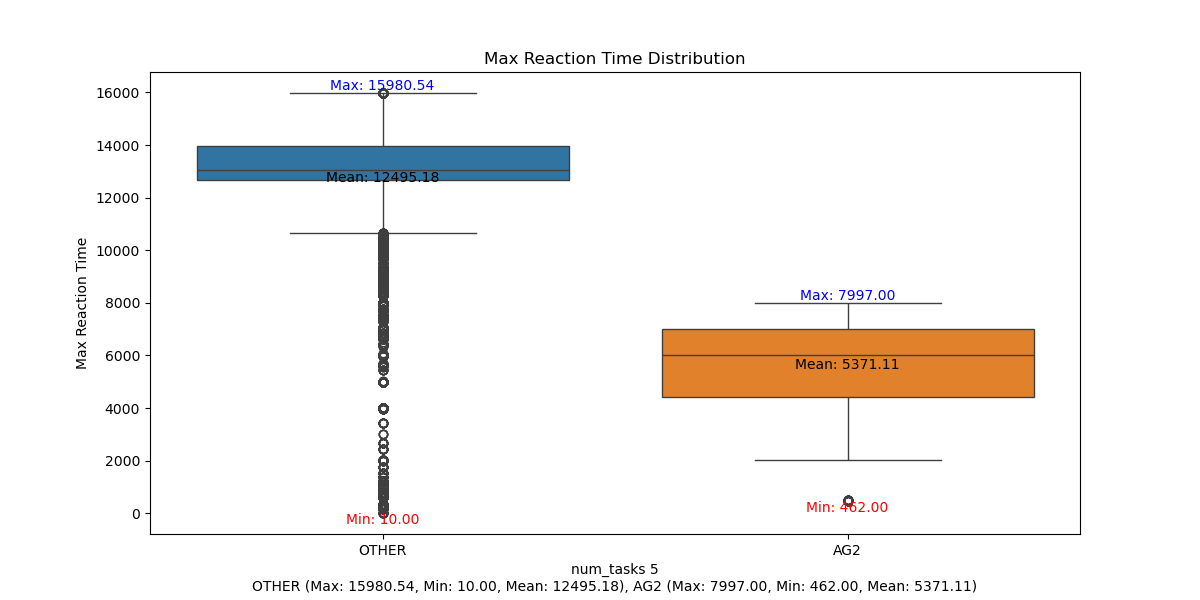 Max Reaction Time Distribution
Max Reaction Time
16000
14000
12000
10000
8000
6000
4000
2000
0
Max: 15980.54
Mean: 12495.18
Min: 10.00
Max: 7997.00
Mean: 5371.11
Min: 462.00
OTHER
AG2
num_tasks 5
OTHER (Max: 15980.54, Min: 10.00, Mean: 12495.18), AG2 (Max: 7997.00, Min: 462.00, Mean: 5371.11)